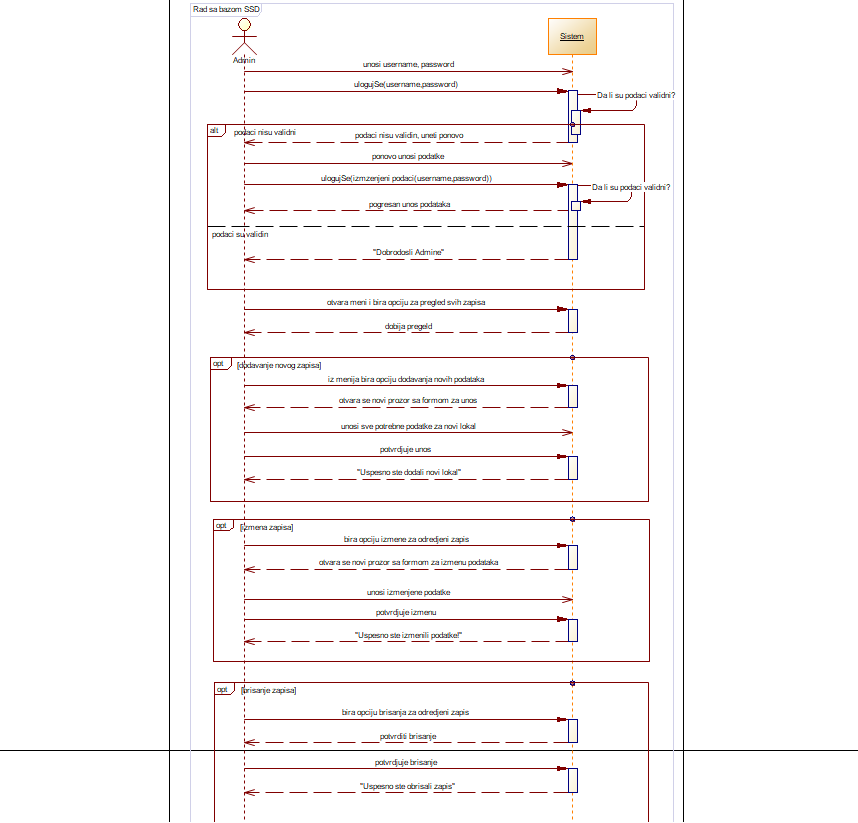 Rad sa bazom SSD
Sistem
Admin
unosi username, password
ulogujSe(username,password)
Da li su podaci validni?
alt
podaci nisu validni
podaci nisu validin, uneti ponovo
ponovo unosi podatke
ulogujSe(izmzenjeni podaci(username,password))
Da li su podaci validni?
pogresan unos podataka
podaci su validin
"Dobrodosli Admine"
otvara meni i bira opciju za pregled svih zapisa
dobija pregeld
opt
[dodavanje novog zapisa]
iz menija bira opciju dodavanja novih podataka
otvara se novi prozor sa formom za unos
unosi sve potrebne podatke za novi lokal
potvrdjuje unos
"Uspesno ste dodali novi lokal"
opt
[izmena zapisa]
bira opciju izmene za odredjeni zapis
otvara se novi prozor sa formom za izmenu podataka
unosi izmenjene podatke
potvrdjuje izmenu
"Uspesno ste izmenili podatke!"
opt
[brisanje zapisa]
bira opciju brisanja za odredjeni zapis
potvrditi brisanje
potvrdjuje brisanje
"Uspesno ste obrisali zapis"